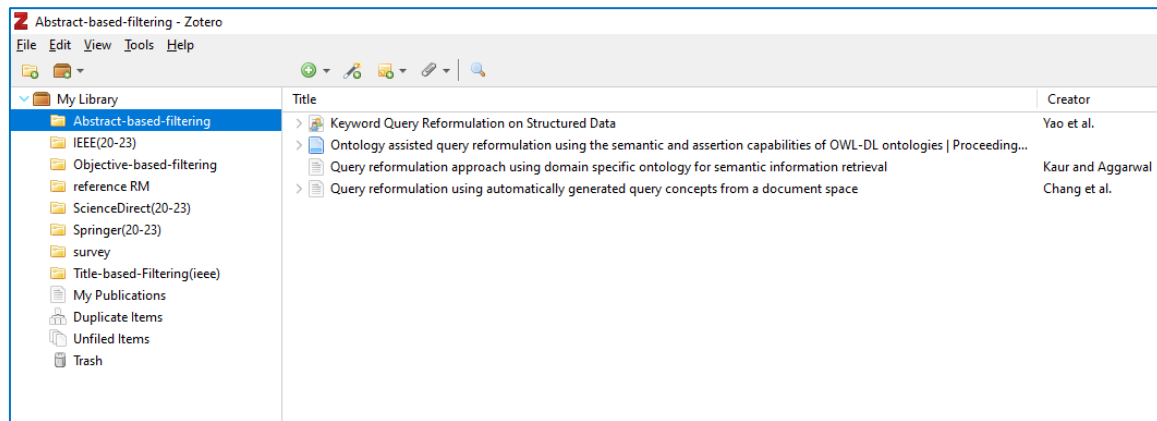 Abstract-based-filtering - Zotero
File Edit View Tools Help
My Library
Abstract-based-filtering
IEEE(20-23)
Objective-based-filtering
reference RM
ScienceDirect(20-23)
Springer(20-23)
survey
Title-based-Filtering(ieee)
My Publications
Duplicate Items
Unfiled Items
Trash
Title Creator
Keyword Query Reformulation on Structured Data Yao et al.
Ontology assisted query reformulation using the semantic and assertion capabilities of OWL-DL ontologies | Proceeding...
Query reformulation approach using domain specific ontology for semantic information retrieval Kaur and Aggarwal
Query reformulation using automatically generated query concepts from a document space Chang et al.